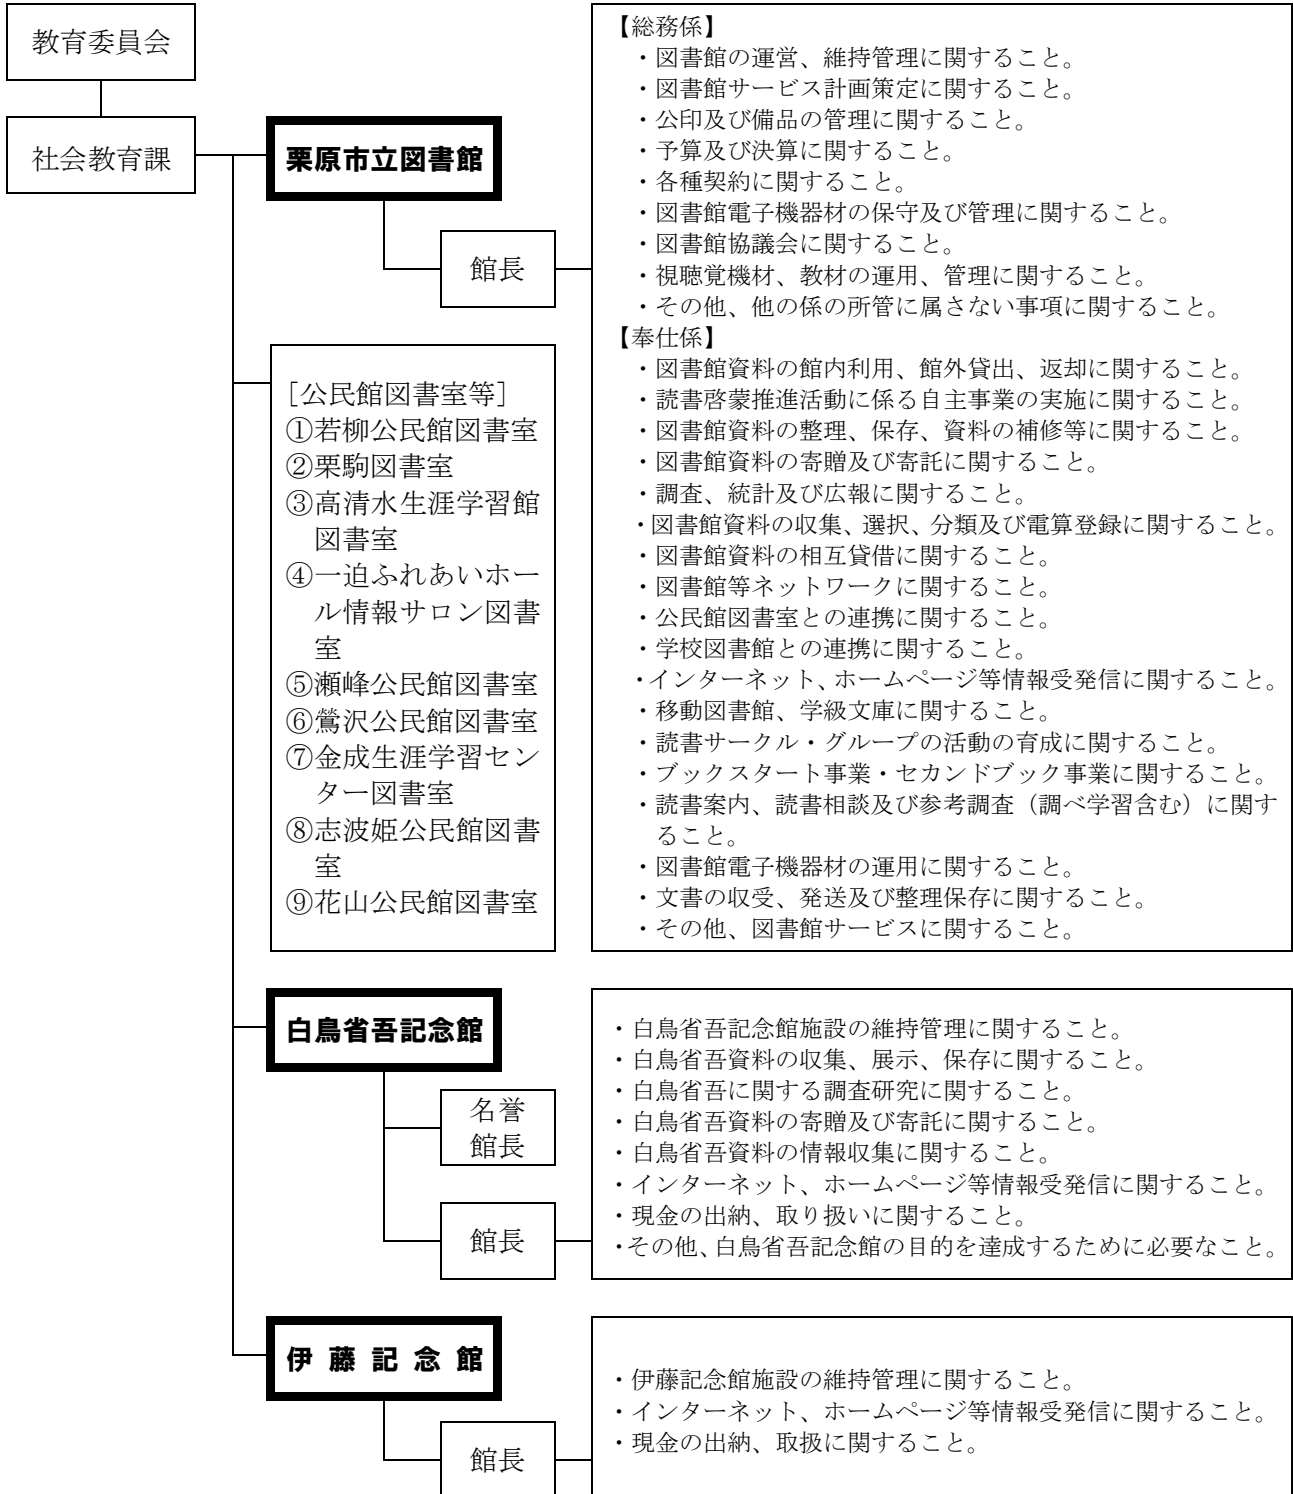 教育委員会
社会教育課
栗原市立図書館
館長
【総務係】
・図書館の運営、維持管理に関すること。
・図書館サービス計画策定に関すること。
・公印及び備品の管理に関すること。
・予算及び決算に関すること。
・各種契約に関すること。
・図書館電子機器材の保守及び管理に関すること。
・図書館協議会に関すること。
・視聴覚機材、教材の運用、管理に関すること。
・その他、他の係の所管に属さない事項に関すること。
【奉仕係】
・図書館資料の館内利用、館外貸出、返却に関すること。
・読書啓蒙推進活動に係る自主事業の実施に関すること。
・図書館資料の整理、保存、資料の補修等に関すること。
・図書館資料の寄贈及び寄託に関すること。
・調査、統計及び広報に関すること。
・図書館資料の収集、選択、分類及び電算登録に関すること。
・図書館資料の相互貸借に関すること。
・図書館等ネットワークに関すること。
・公民館図書室との連携に関すること。
・学校図書館との連携に関すること。
・インターネット、ホームページ等情報受発信に関すること。
・移動図書館、学級文庫に関すること。
・読書サークル・グループの活動の育成に関すること。
・ブックスタート事業・セカンドブック事業に関すること。
・読書案内、読書相談及び参考調査（調べ学習含む）に関す
ること。
・図書館電子機器材の運用に関すること。
・文書の収受、発送及び整理保存に関すること。
・その他、図書館サービスに関すること。
［公民館図書室等］
①若柳公民館図書室
②栗駒図書室
③高清水生涯学習館
図書室
④一迫ふれあいホー
ル情報サロン図書
室
⑤瀬峰公民館図書室
⑥鶯沢公民館図書室
⑦金成生涯学習セン
ター図書室
⑧志波姫公民館図書
室
⑨花山公民館図書室
白鳥省吾記念館
名誉
館長
館長
・白鳥省吾記念館施設の維持管理に関すること。
・白鳥省吾資料の収集、展示、保存に関すること。
・白鳥省吾に関する調査研究に関すること。
・白鳥省吾資料の寄贈及び寄託に関すること。
・白鳥省吾資料の情報収集に関すること。
・インターネット、ホームページ等情報受発信に関すること。
・現金の出納、取り扱いに関すること。
・その他、白鳥省吾記念館の目的を達成するために必要なこと。
伊藤記念館
館長
・伊藤記念館施設の維持管理に関すること。
・インターネット、ホームページ等情報受発信に関すること。
・現金の出納、取扱に関すること。